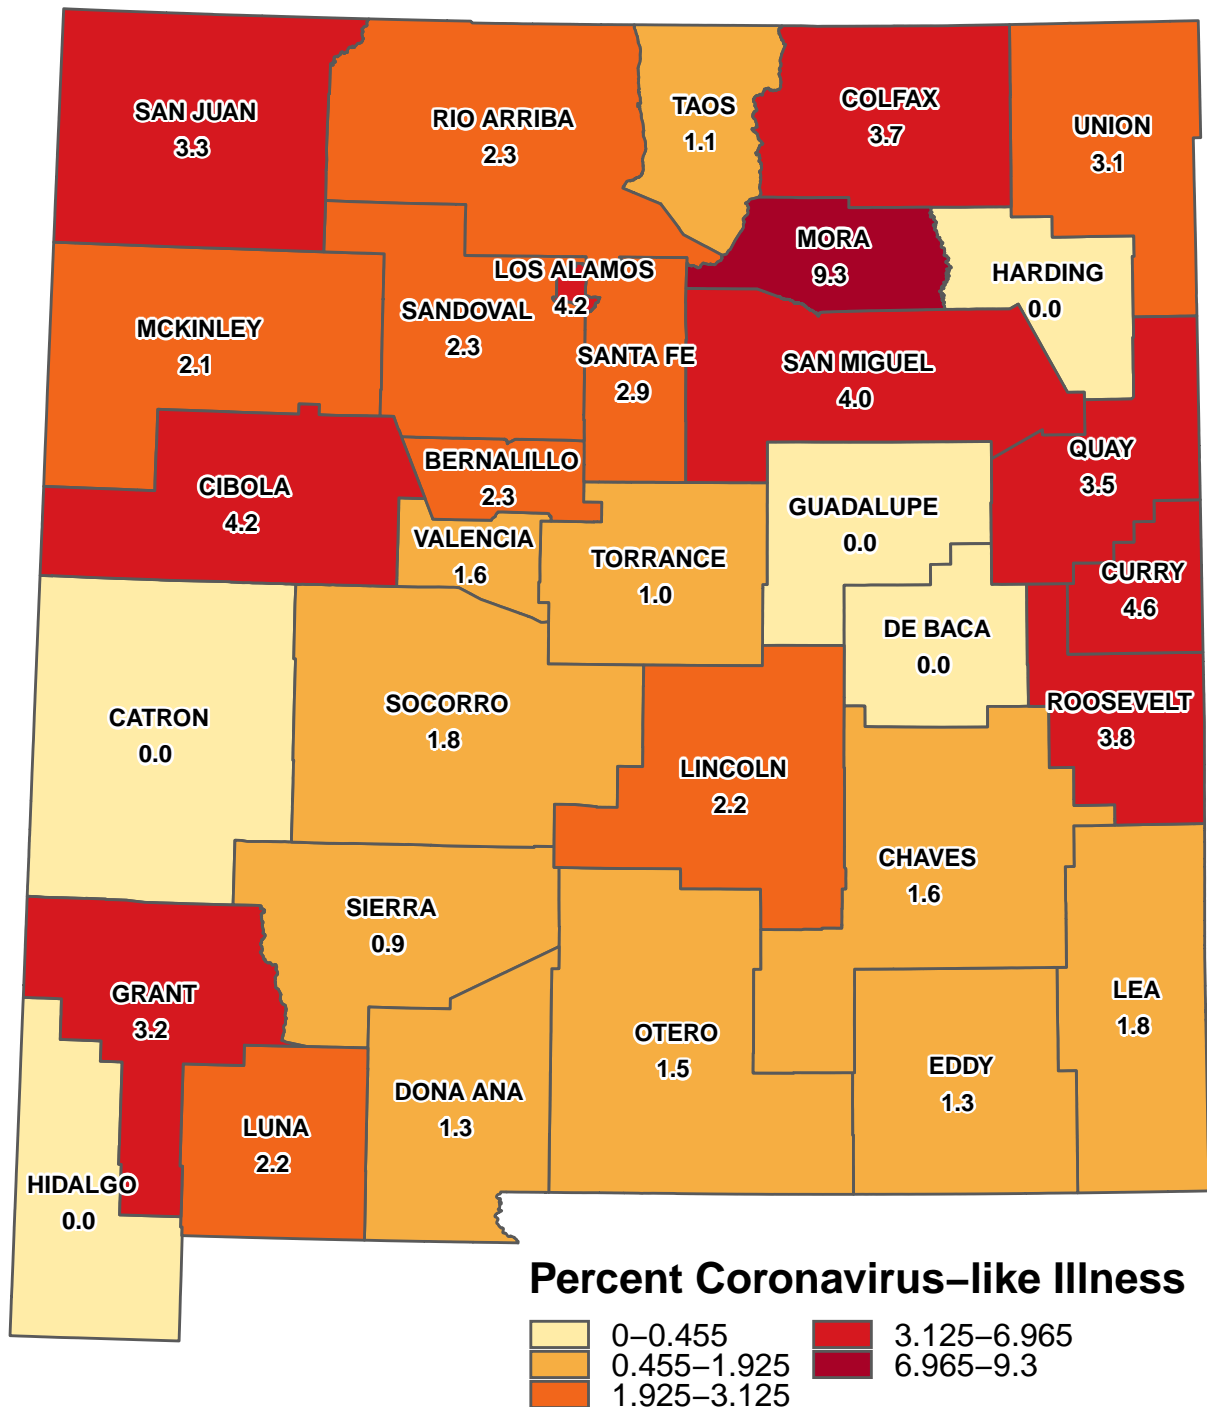 SAN JUAN
3.3
RIO ARRIBA
2.3
TAOS
1.1
COLFAX
3.7
UNION
3.1
MORA
9.3
HARDING
0.0
LOS ALAMOS
4.2
SANDOVAL
2.3
MCKINLEY
2.1
SANTA FE
2.9
SAN MIGUEL
4.0
QUAY
3.5
CIBOLA
4.2
BERNALILLO
2.3
VALENCIA
1.6
TORRANCE
1.0
GUADALUPE
0.0
CURRY
4.6
DE BACA
0.0
CATRON
0.0
SOCORRO
1.8
ROOSEVELT
3.8
LINCOLN
2.2
CHAVES
1.6
SIERRA
0.9
GRANT
3.2
OTERO
1.5
LEA
1.8
EDDY
1.3
DONA ANA
1.3
LUNA
2.2
HIDALGO
0.0
Percent Coronavirus−like Illness
0−0.455
0.455−1.925
1.925−3.125
3.125−6.965
6.965−9.3